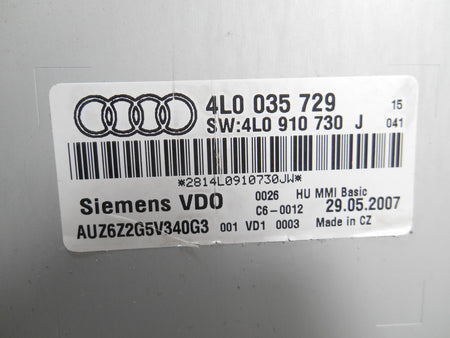 4L0 035 729 15
SW:4L0 910 730 J 041
*2814L0910730JW*
Siemens VDO 0026 HU MMI Basic
C6-0012 29.05.2007
AUZ6Z2G5V340G3 001 VD1 0003 Made in CZ